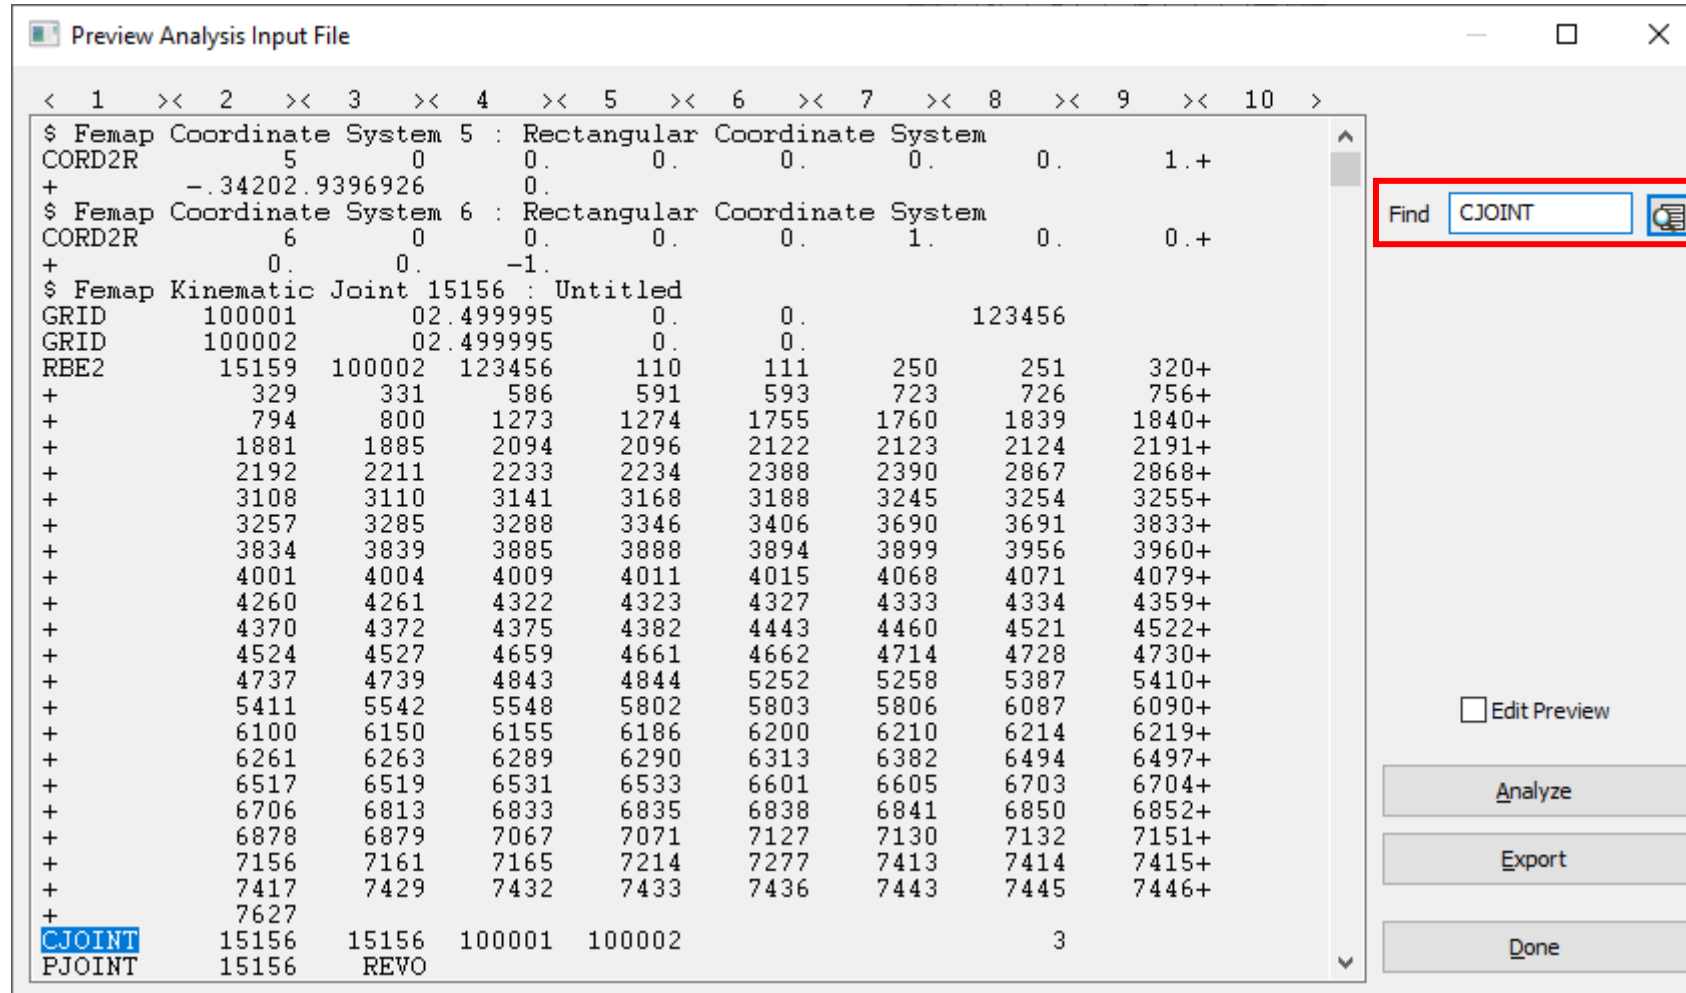 Preview Analysis Input File
<  1    ><  2    ><  3    ><  4    ><  5    ><  6    ><  7    ><  8    ><  9    ><  10  >
$ Femap Coordinate System 5 : Rectangular Coordinate System
CORD2R         5       0      0.      0.      0.      0.      0.      1.+
+       -.34202.9396926      0.
$ Femap Coordinate System 6 : Rectangular Coordinate System
CORD2R         6       0      0.      0.      0.      1.      0.      0.+
+             0.      0.     -1.
$ Femap Kinematic Joint 15156 : Untitled
GRID      100001       02.499995      0.      0.          123456
GRID      100002       02.499995      0.      0.
RBE2       15159  100002  123456     110     111     250     251     320+
+            329     331     586     591     593     723     726     756+
+            794     800    1273    1274    1755    1760    1839    1840+
+           1881    1885    2094    2096    2122    2123    2124    2191+
+           2192    2211    2233    2234    2388    2390    2867    2868+
+           3108    3110    3141    3168    3188    3245    3254    3255+
+           3257    3285    3288    3346    3406    3690    3691    3833+
+           3834    3839    3885    3888    3894    3899    3956    3960+
+           4001    4004    4009    4011    4015    4068    4071    4079+
+           4260    4261    4322    4323    4327    4333    4334    4359+
+           4370    4372    4375    4382    4443    4460    4521    4522+
+           4524    4527    4659    4661    4662    4714    4728    4730+
+           4737    4739    4843    4844    5252    5258    5387    5410+
+           5411    5542    5548    5802    5803    5806    6087    6090+
+           6100    6150    6155    6186    6200    6210    6214    6219+
+           6261    6263    6289    6290    6313    6382    6494    6497+
+           6517    6519    6531    6533    6601    6605    6703    6704+
+           6706    6813    6833    6835    6838    6841    6850    6852+
+           6878    6879    7067    7071    7127    7130    7132    7151+
+           7156    7161    7165    7214    7277    7413    7414    7415+
+           7417    7429    7432    7433    7436    7443    7445    7446+
+           7627
CJOINT     15156   15156  100001  100002                       3
PJOINT     15156    REVO
Find CJOINT
Edit Preview
Analyze
Export
Done